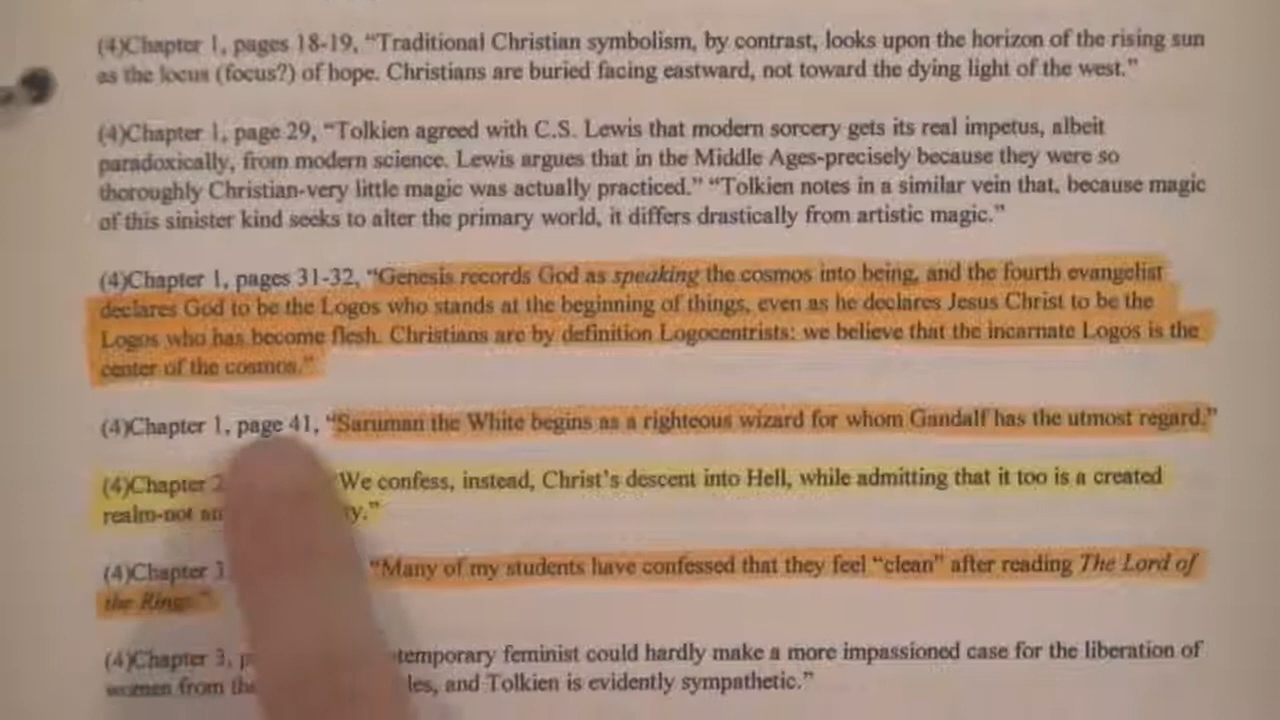 (4)Chapter 1, pages 18-19, “Traditional Christian symbolism, by contrast, looks upon the horizon of the rising sun
as the locus (focus?) of hope. Christians are buried facing eastward, not toward the dying light of the west.”
(4)Chapter 1, page 29, “Tolkien agreed with C.S. Lewis that modern sorcery gets its real impetus, albeit
paradoxically, from modern science. Lewis argues that in the Middle Ages-precisely because they were so
thoroughly Christian-very little magic was actually practiced.” “Tolkien notes in a similar vein that, because magic
of this sinister kind seeks to alter the primary world, it differs drastically from artistic magic.”
(4)Chapter 1, pages 31-32, “Genesis records God as speaking the cosmos into being, and the fourth evangelist
declares God to be the Logos who stands at the beginning of things, even as he declares Jesus Christ to be the
Logos who has become flesh. Christians are by definition Logocentrists: we believe that the incarnate Logos is the
center of the cosmos.”
(4)Chapter 1, page 41, “Saruman the White begins as a righteous wizard for whom Gandalf has the utmost regard.”
(4)Chapter We confess, instead, Christ’s descent into Hell, while admitting that it too is a created
realm-not
(4)Chapter “Many of my students have confessed that they feel “clean” after reading The Lord of
the Rings.”
(4)Chapter 3, feminist could hardly make a more impassioned case for the liberation of
women from and Tolkien is evidently sympathetic.”